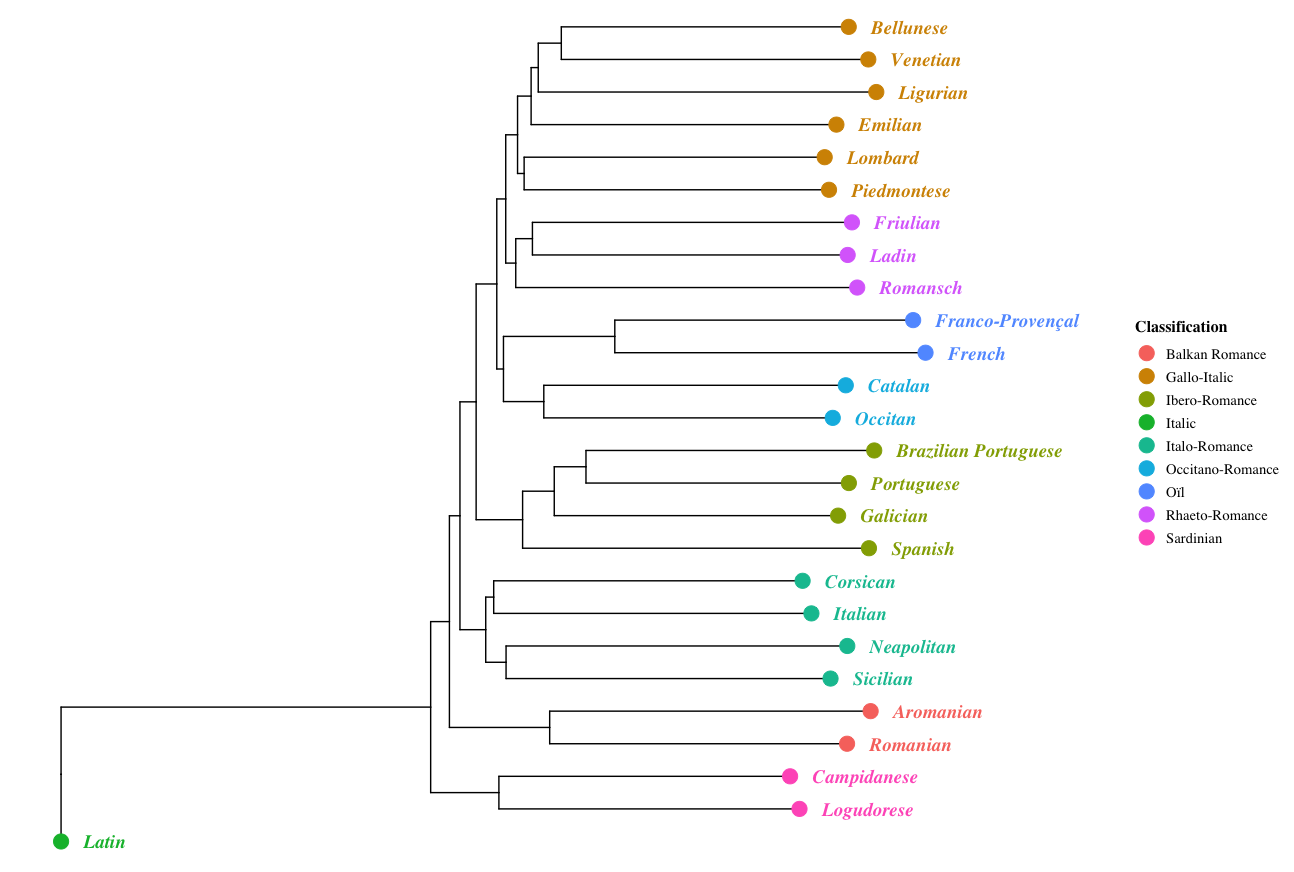 Bellunese
Venetian
Ligurian
Emilian
Lombard
Piedmontese
Friulian
Ladin
Romansch
Franco-Provençal
French
Catalan
Occitan
Brazilian Portuguese
Portuguese
Galician
Spanish
Corsican
Italian
Neapolitan
Sicilian
Aromanian
Romanian
Campidanese
Logudorese
Latin
Classification
Balkan Romance
Gallo-Italic
Ibero-Romance
Italic
Italo-Romance
Occitano-Romance
Oïl
Rhaeto-Romance
Sardinian